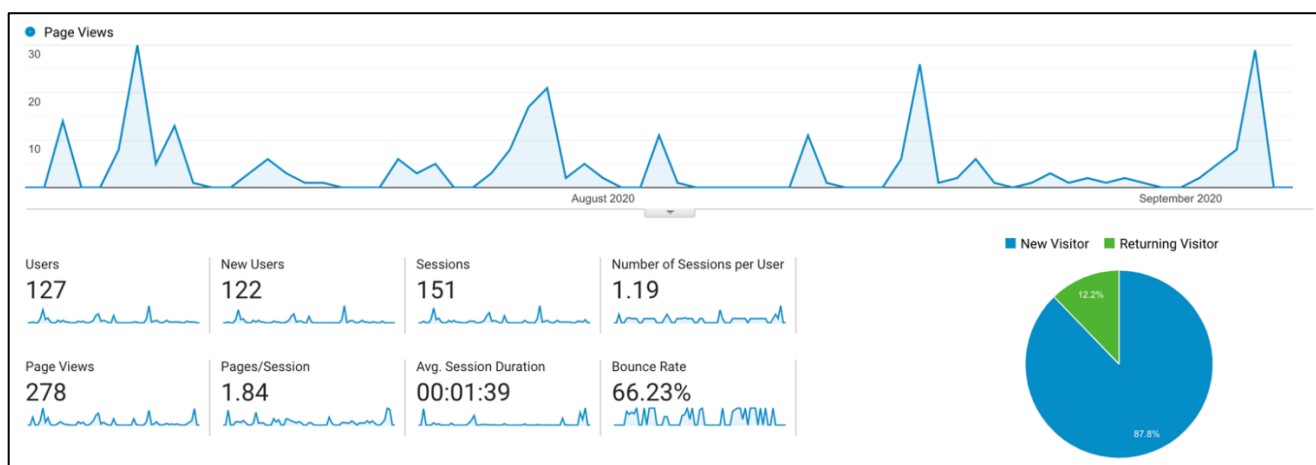 Page Views
30
20
10
August 2020 September 2020
New Visitor Returning Visitor
Users New Users Sessions Number of Sessions per User
127 122 151 1.19
12.2%
Page Views Pages/Session Avg. Session Duration Bounce Rate
278 1.84 00:01:39 66.23%
87.8%